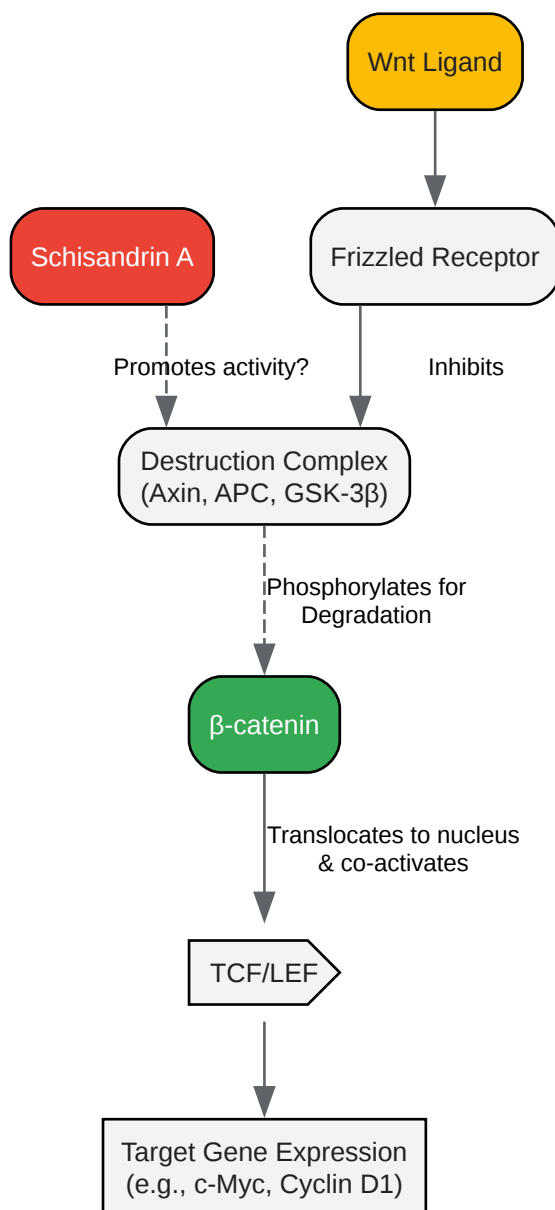 Wnt Ligand
Schisandrin A
Frizzled Receptor
Promotes activity?
Inhibits
Destruction Complex
(Axin, APC, GSK-3β)
Phosphorylates for
Degradation
β-catenin
Translocates to nucleus
& co-activates
TCF/LEF
Target Gene Expression
(e.g., c-Myc, Cyclin D1)